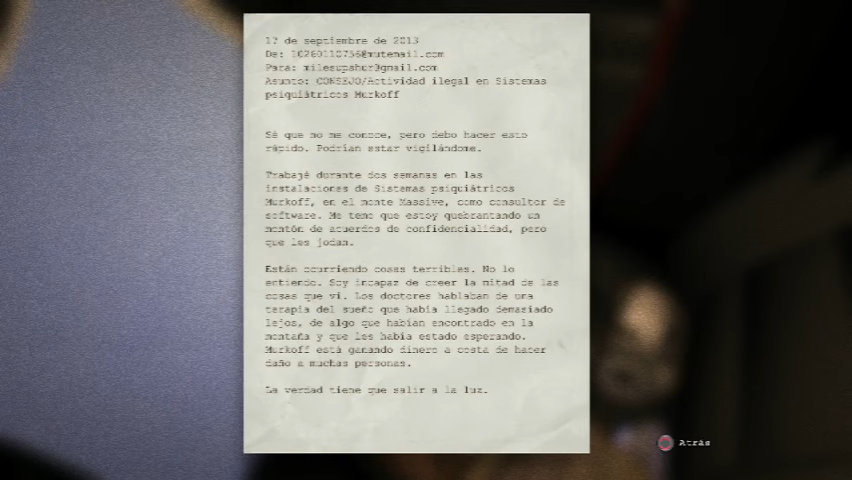 17 de septiembre de 2013
De: 10260110756@mutemail.com
Para: milesupshur@gmail.com
Asunto: CONSEJO/Actividad ilegal en Sistemas
psiquiátricos Murkoff
Sé que no me conoce, pero debo hacer esto
rápido. Podrían estar vigilándome.
Trabajé durante dos semanas en las
instalaciones de Sistemas psiquiátricos
Murkoff, en el monte Massive, como consultor de
software. Me temo que estoy quebrantando un
montón de acuerdos de confidencialidad, pero
que les jodan.
Están ocurriendo cosas terribles. No lo
entiendo. Soy incapaz de creer la mitad de las
cosas que vi. Los doctores hablaban de una
terapia del sueño que había llegado demasiado
lejos, de algo que habían encontrado en la
montaña y que les había estado esperando.
Murkoff está ganando dinero a costa de hacer
daño a muchas personas.
La verdad tiene que salir a la luz.
Atrás